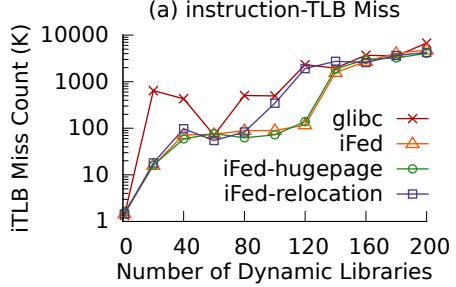 (a) instruction-TLB Miss
iTLB Miss Count (K)
10000
1000
100
10
1
glibc
iFed
iFed-hugepage
iFed-relocation
0 40 80 120 160 200
Number of Dynamic Libraries